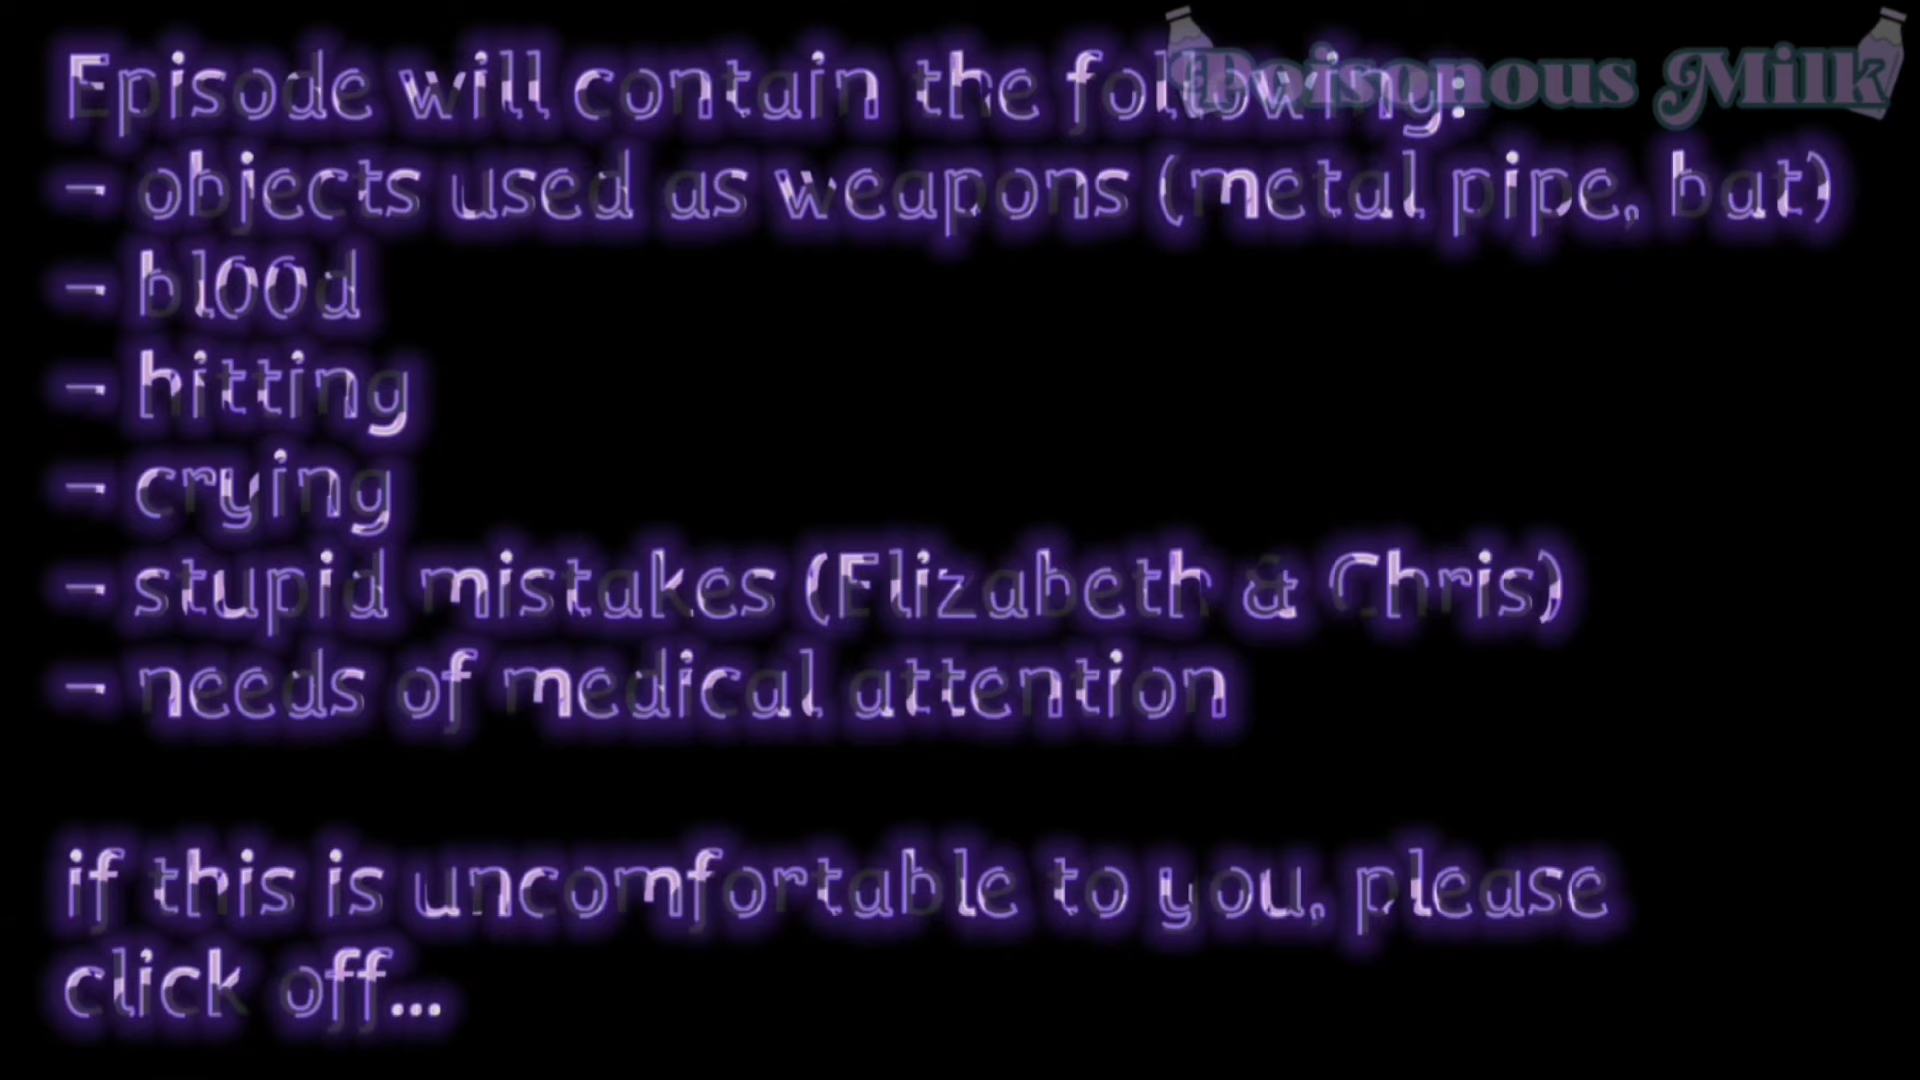 Episode will contain the following:
Poisonous Milk
- objects used as weapons (metal pipe, bat)
- bl00d
- hitting
- crying
- stupid mistakes (Elizabeth & Chris)
- needs of medical attention
if this is uncomfortable to you, please
click off...